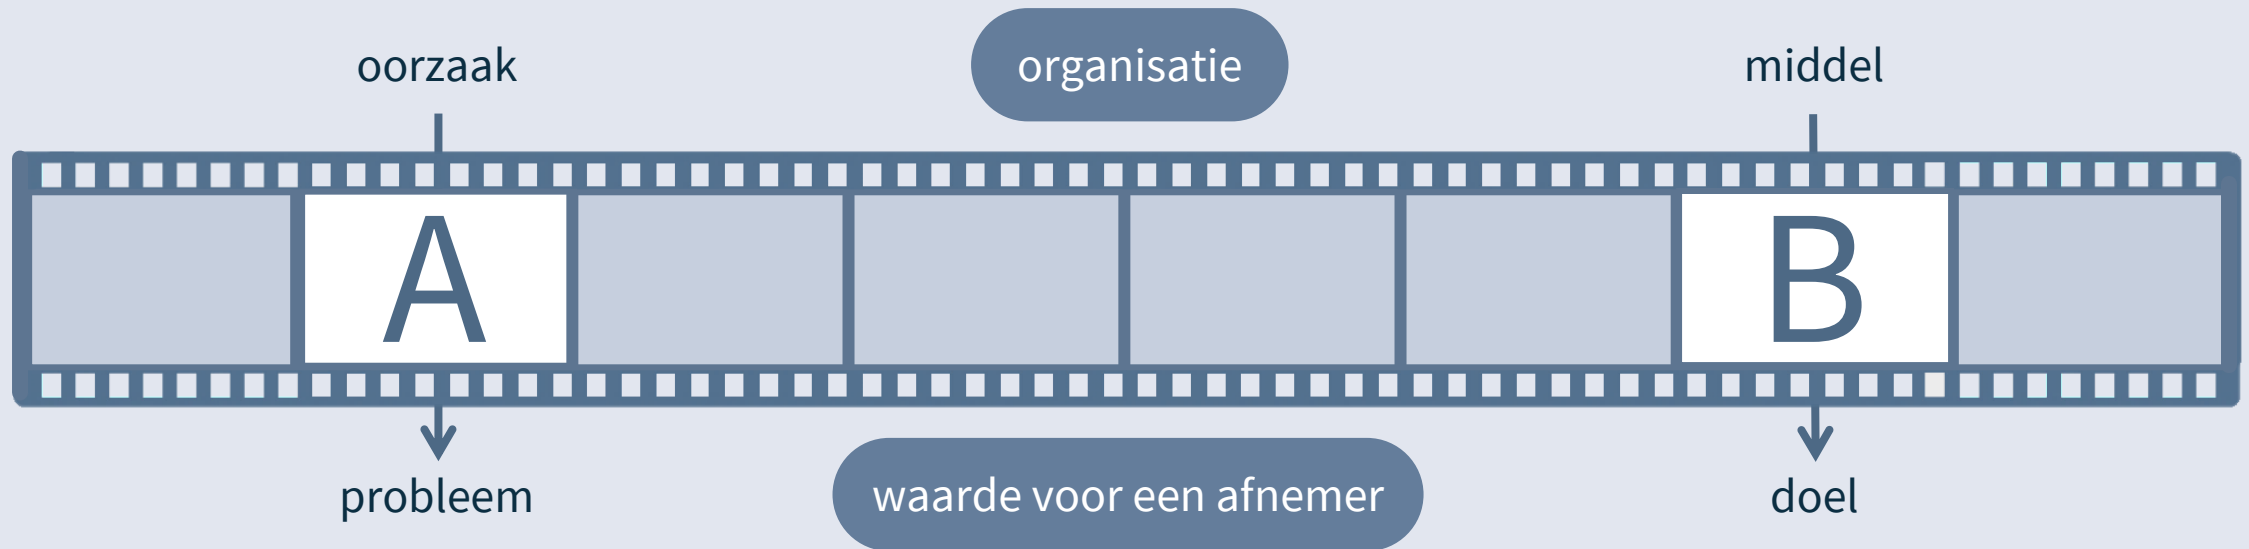 oorzaak
organisatie
middel
A
B
probleem
waarde voor een afnemer
doel